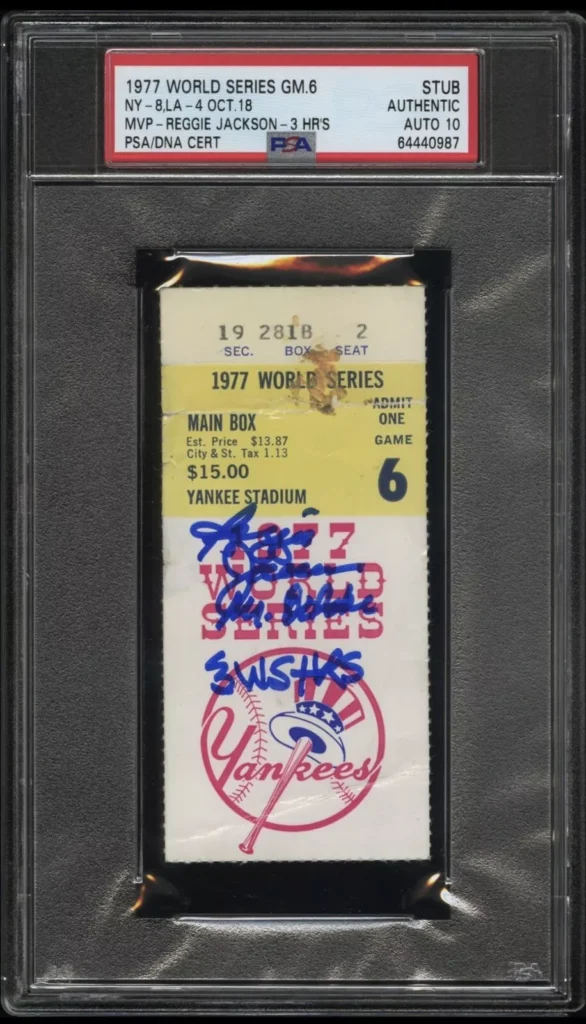 1977 WORLD SERIES GM.6 STUB
NY-8,LA-4 OCT.18 AUTHENTIC
MVP-REGGIE JACKSON-3 HR'S AUTO 10
PSA/DNA CERT PSA 64440987
19 281B 2
SEC. BOX SEAT
1977 WORLD SERIES
ADMIT
MAIN BOX ONE
Est. Price $13.87 GAME
City & St. Tax 1.13
$15.00 6
YANKEE STADIUM
Reggie
1977
Jackson
WORLD
Mr. October
SERIES
3 WS HRS
Yankees